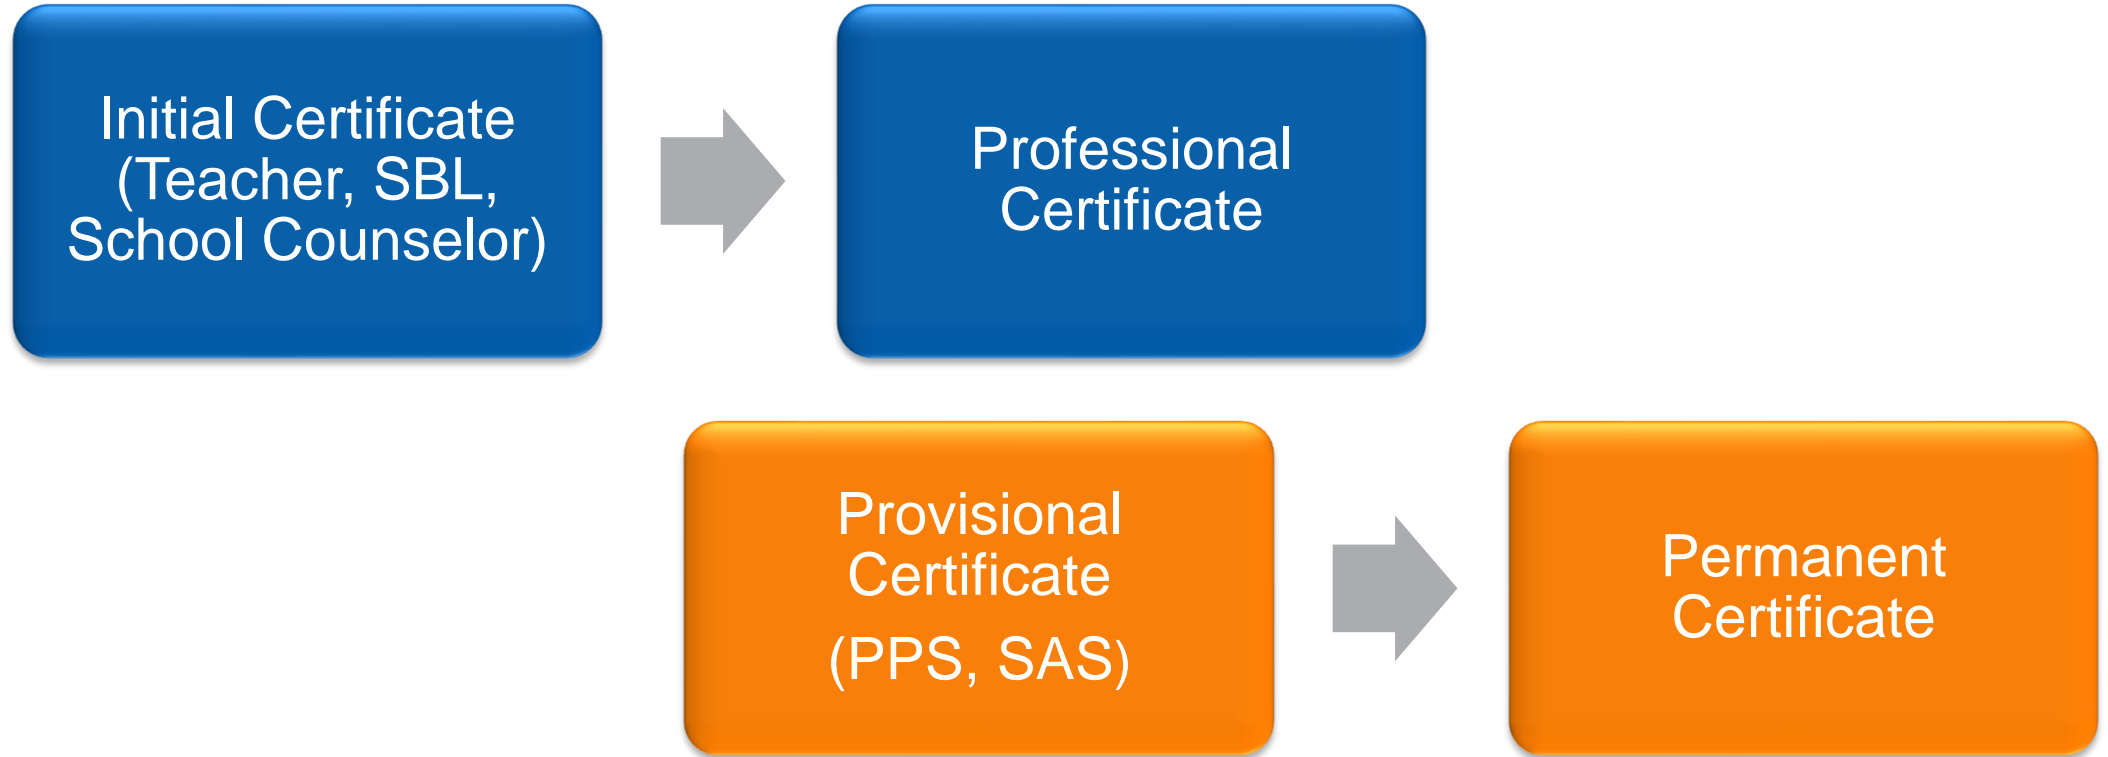 Initial Certificate
(Teacher, SBL,
School Counselor)
Professional
Certificate
Provisional
Certificate
(PPS, SAS)
Permanent
Certificate